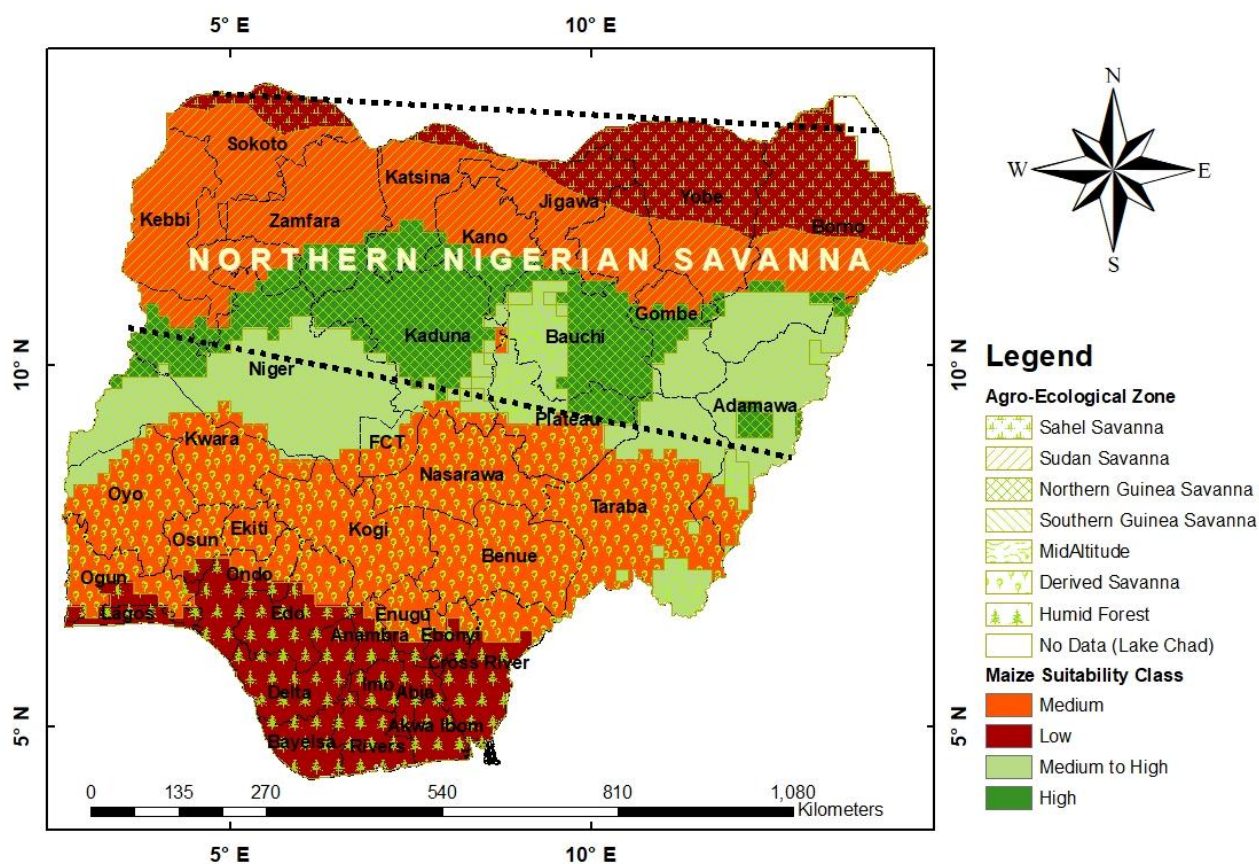 5° E 10° E
N
W E
S
Sokoto
Katsina
Yobe
Jigawa
Kebbi Zamfara
Kano Borno
NORTHERN NIGERIAN SAVANNA
Gombe
Kaduna Bauchi
10° N 10° N
Niger
Adamawa
Plateau
Kwara FCT
Nasarawa
Oyo Taraba
Ekiti Kogi
Osun Benue
Ogun Ondo
Lagos Edo Enugu
Anambra Ebonyi
Cross River
Delta Imo Abia
5° N 5° N
Akwa Ibom
Bayelsa Rivers
0 135 270 540 810 1,080
Kilometers
5° E 10° E
Legend
Agro-Ecological Zone
Sahel Savanna
Sudan Savanna
Northern Guinea Savanna
Southern Guinea Savanna
MidAltitude
Derived Savanna
Humid Forest
No Data (Lake Chad)
Maize Suitability Class
Medium
Low
Medium to High
High